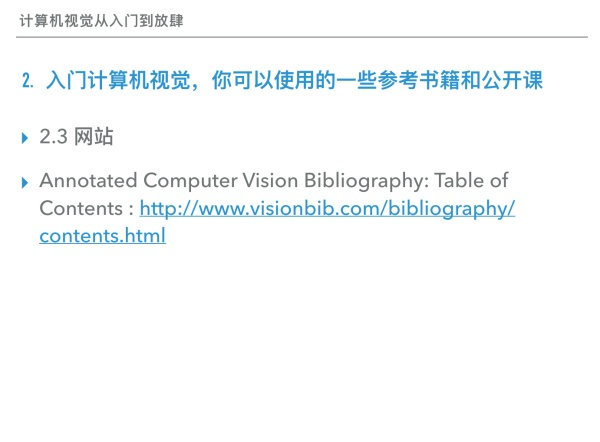 计算机视觉从入门到放肆
2. 入门计算机视觉，你可以使用的一些参考书籍和公开课
▸ 2.3 网站
▸ Annotated Computer Vision Bibliography: Table of
Contents : http://www.visionbib.com/bibliography/
contents.html